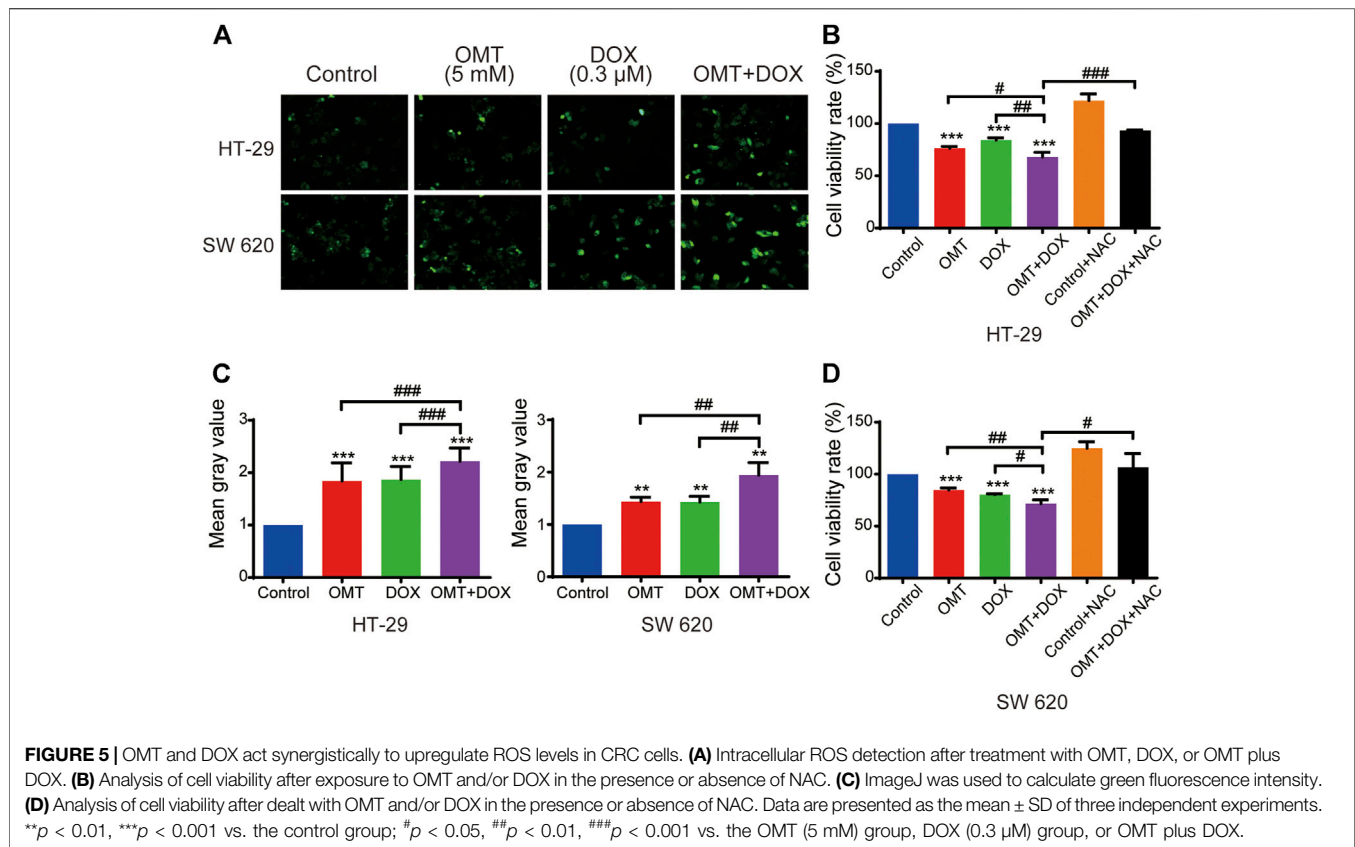 A
Control
OMT
(5 mM)
DOX
(0.3 µM)
OMT+DOX
HT-29
SW 620
B
Cell viability rate (%)
150
100
50
0
#
##
###
***
***
***
Control
OMT
DOX
OMT+DOX
Control+NAC
OMT+DOX+NAC
HT-29
C
Mean gray value
3
2
1
0
###
###
***
***
***
Control
OMT
DOX
OMT+DOX
HT-29
Mean gray value
3
2
1
0
##
##
**
**
**
Control
OMT
DOX
OMT+DOX
SW 620
D
Cell viability rate (%)
150
100
50
0
##
#
#
***
***
***
Control
OMT
DOX
OMT+DOX
Control+NAC
OMT+DOX+NAC
SW 620
FIGURE 5 | OMT and DOX act synergistically to upregulate ROS levels in CRC cells. (A) Intracellular ROS detection after treatment with OMT, DOX, or OMT plus
DOX. (B) Analysis of cell viability after exposure to OMT and/or DOX in the presence or absence of NAC. (C) ImageJ was used to calculate green fluorescence intensity.
(D) Analysis of cell viability after dealt with OMT and/or DOX in the presence or absence of NAC. Data are presented as the mean ± SD of three independent experiments.
**p < 0.01, ***p < 0.001 vs. the control group; #p < 0.05, ##p < 0.01, ###p < 0.001 vs. the OMT (5 mM) group, DOX (0.3 µM) group, or OMT plus DOX.